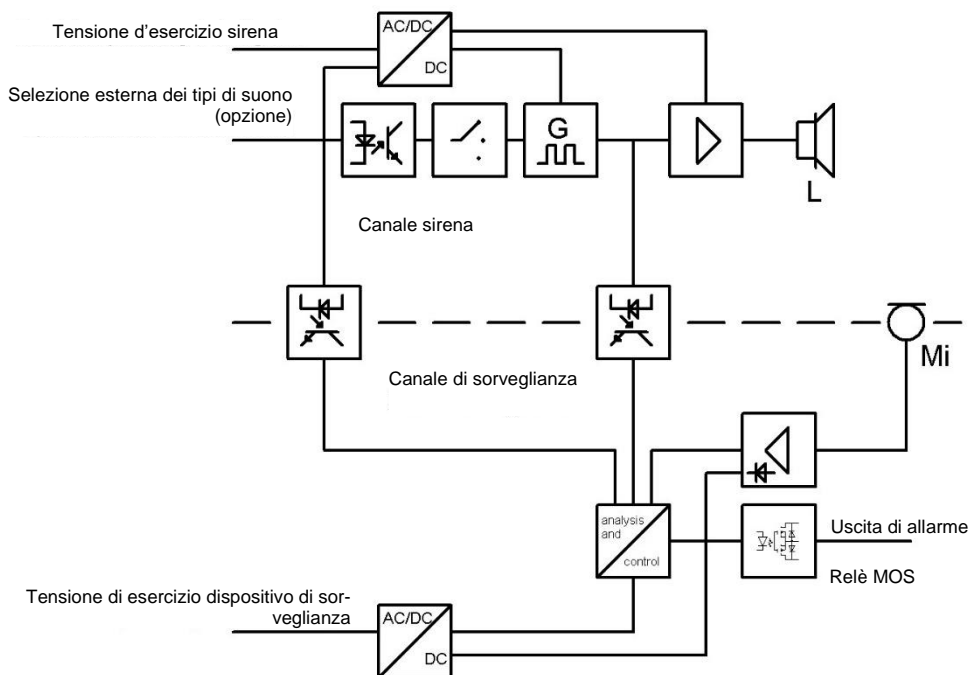 Tensione d'esercizio sirena
AC/DC
DC
Selezione esterna dei tipi di suono
(opzione)
G
L
Canale sirena
Mi
Canale di sorveglianza
analysis
and
control
Uscita di allarme
Relè MOS
Tensione di esercizio dispositivo di sor-
veglianza
AC/DC
DC